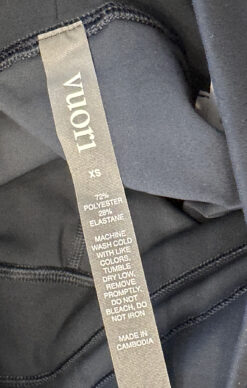 vuori
XS
72%
POLYESTER
28%
ELASTANE
MACHINE
WASH COLD
WITH LIKE
COLORS,
TUMBLE
DRY LOW,
REMOVE
PROMPTLY,
DO NOT
BLEACH, DO
NOT IRON
MADE IN
CAMBODIA